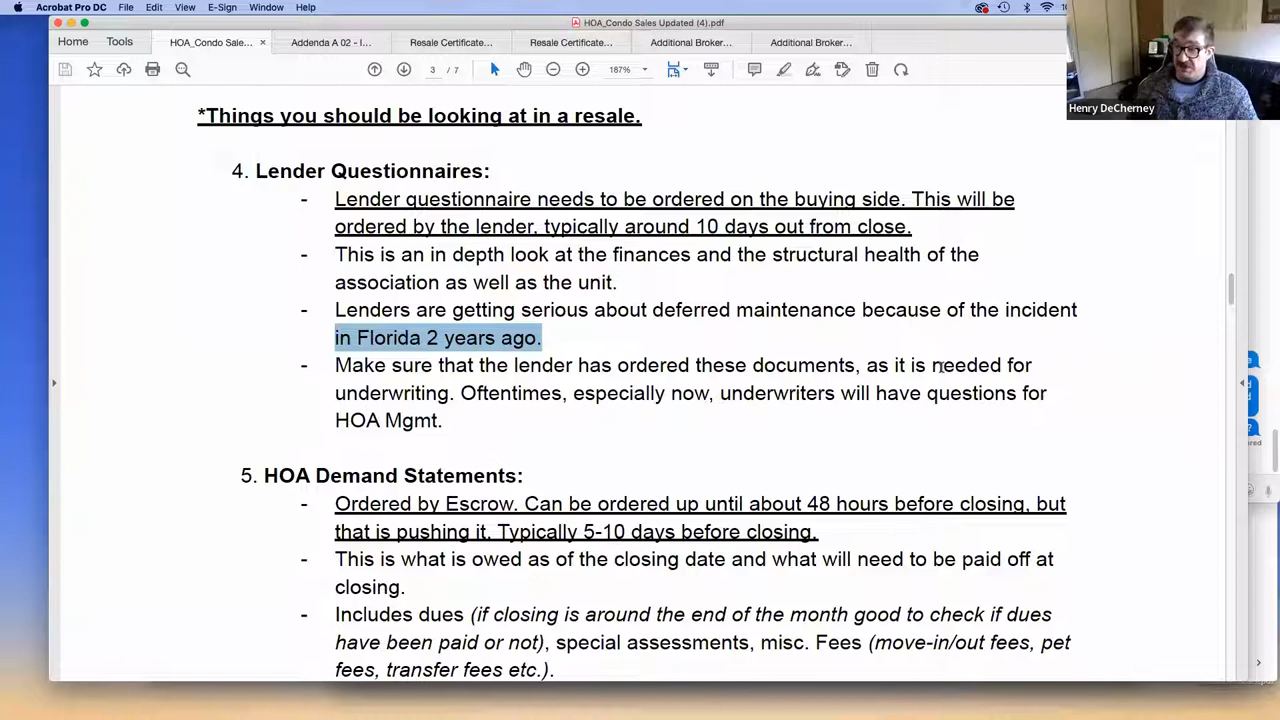 Acrobat Pro DC File Edit View E-Sign Window Help
HOA_Condo Sales Updated (4).pdf
Home Tools HOA_Condo Sale... × Addenda A 02 - I... Resale Certificate... Resale Certificate... Additional Broker... Additional Broker...
3 / 7 187%
Henry DeCherney
*Things you should be looking at in a resale.
4. Lender Questionnaires:
- Lender questionnaire needs to be ordered on the buying side. This will be
ordered by the lender, typically around 10 days out from close.
- This is an in depth look at the finances and the structural health of the
association as well as the unit.
- Lenders are getting serious about deferred maintenance because of the incident
in Florida 2 years ago.
- Make sure that the lender has ordered these documents, as it is needed for
underwriting. Oftentimes, especially now, underwriters will have questions for
HOA Mgmt.
5. HOA Demand Statements:
- Ordered by Escrow. Can be ordered up until about 48 hours before closing, but
that is pushing it. Typically 5-10 days before closing.
- This is what is owed as of the closing date and what will need to be paid off at
closing.
- Includes dues (if closing is around the end of the month good to check if dues
have been paid or not), special assessments, misc. Fees (move-in/out fees, pet
fees, transfer fees etc.).